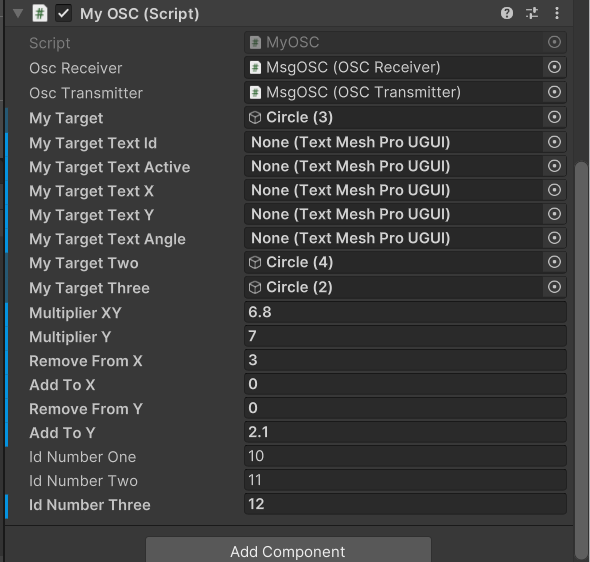 My OSC (Script)
Script MyOSC
Osc Receiver MsgOSC (OSC Receiver)
Osc Transmitter MsgOSC (OSC Transmitter)
My Target Circle (3)
My Target Text Id None (Text Mesh Pro UGUI)
My Target Text Active None (Text Mesh Pro UGUI)
My Target Text X None (Text Mesh Pro UGUI)
My Target Text Y None (Text Mesh Pro UGUI)
My Target Text Angle None (Text Mesh Pro UGUI)
My Target Two Circle (4)
My Target Three Circle (2)
Multiplier XY 6.8
Multiplier Y 7
Remove From X 3
Add To X 0
Remove From Y 0
Add To Y 2.1
Id Number One 10
Id Number Two 11
Id Number Three 12
Add Component